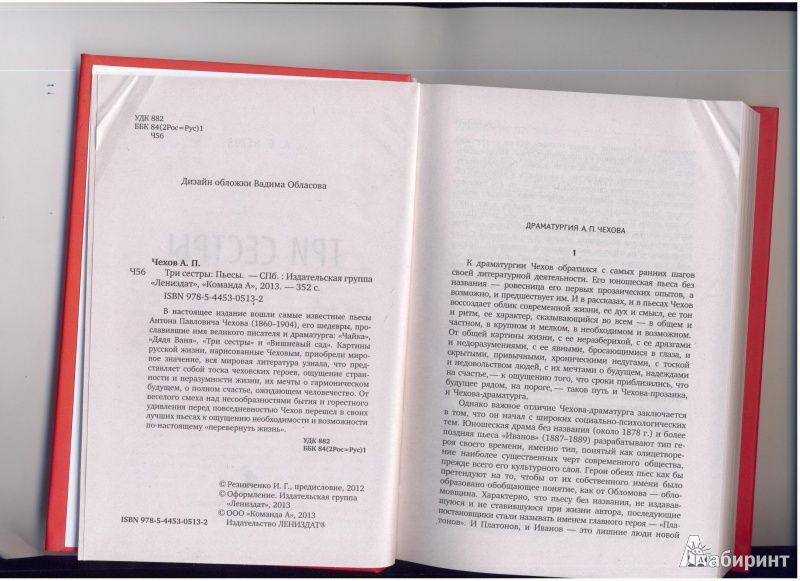 УДК 882
ББК 84(2Рос=Рус)1
Ч56
Дизайн обложки Вадима Обласова
Чехов А. П.
Ч56 Три сестры: Пьесы. — СПб. : Издательская группа
«Лениздат», «Команда А», 2013. — 352 с.
ISBN 978-5-4453-0513-2
В настоящее издание вошли самые известные пьесы
Антона Павловича Чехова (1860–1904), его шедевры, про-
славившие имя великого писателя и драматурга: «Чайка»,
«Дядя Ваня», «Три сестры» и «Вишневый сад». Картины
русской жизни, нарисованные Чеховым, приобрели миро-
вое значение, вся мировая литература узнала, что пред-
ставляет собой тоска чеховских героев, ощущение стран-
ности и неразумности жизни, их мечты о гармоническом
будущем, о полном счастье, ожидающем человечество. От
веселого смеха над несообразностями бытия и горестного
удивления перед повседневностью Чехов перешел в своих
лучших пьесах к ощущению необходимости и возможности
по-настоящему «перевернуть жизнь».
УДК 882
ББК 84(2Рос=Рус)1
© Резниченко И. Г., предисловие, 2012
© Оформление. Издательская группа
«Лениздат», 2013
© ООО «Команда А», 2013
ISBN 978-5-4453-0513-2 Издательство ЛЕНИЗДАТ®
ДРАМАТУРГИЯ А. П. ЧЕХОВА
1
К драматургии Чехов обратился с самых ранних шагов
своей литературной деятельности. Его юношеская пьеса без
названия — ровесница его первых прозаических опытов, а
возможно, и предшествует им. И в рассказах, и в пьесах Чехов
воссоздает облик современной жизни, ее дух и смысл, ее тон
и ритм, ее характер, сказывающийся во всем — в общем и
частном, в крупном и мелком, в необходимом и возможном.
От общей картины жизни, с ее неразберихой, с ее дрязгами
и недоразумениями, с ее явными, бросающимися в глаза, и
скрытыми, привычными, хроническими недугами, с тоской
и недовольством людей, с их мечтами о будущем, надеждами
на счастье, — к ощущению того, что сроки приблизились, что
будущее рядом, на пороге, — таков путь и Чехова-прозаика,
и Чехова-драматурга.
Однако важное отличие Чехова-драматурга заключается
в том, что он начал с широких социально-психологических
тем. Юношеская драма без названия (около 1878 г.) и более
поздняя пьеса «Иванов» (1887–1889) разрабатывают тип ге-
роя своего времени, именно тип, понятый как олицетворе-
ние наиболее существенных черт современного общества,
прежде всего его культурного слоя. Герои обеих пьес как бы
претендуют на то, чтобы от их собственного имени было
образовано обобщающее понятие, как от Обломова — обло-
мовщина. Характерно, что пьесу без названия, не издавав-
шуюся и не ставившуюся при жизни автора, последующие
постановщики стали называть именем главного героя — «Пла-
тонов». И Платонов, и Иванов — это лишние люди новой
Лабиринт